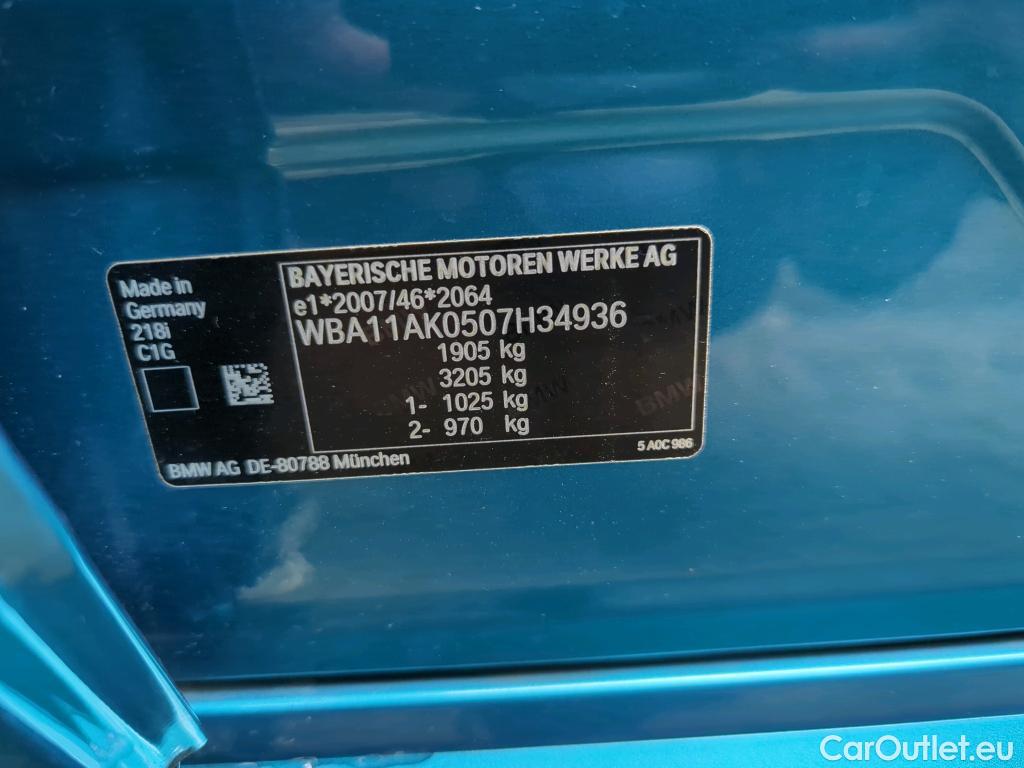 Made in
Germany
218i
C1G
BAYERISCHE MOTOREN WERKE AG
e1*2007/46*2064
WBA11AK0507H34936
1905 kg
3205 kg
1- 1025 kg
2- 970 kg
5 A0C 986
BMW AG DE-80788 München
CarOutlet.eu